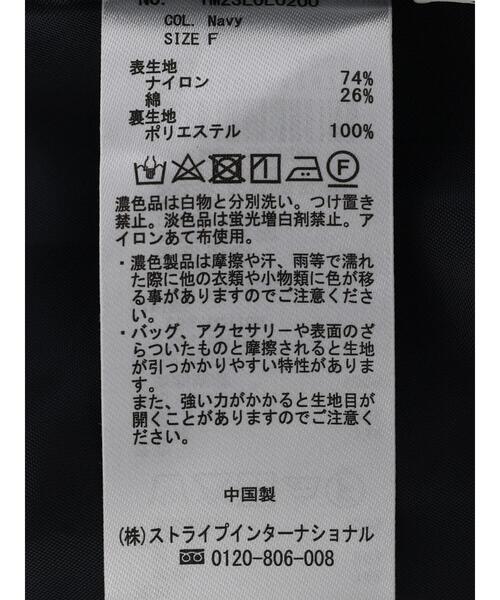 COL. Navy
SIZE F
表生地
ナイロン 74%
綿 26%
裏生地
ポリエステル 100%
濃色品は白物と分別洗い。つけ置き
禁止。淡色品は蛍光増白剤禁止。ア
イロンあて布使用。
・濃色製品は摩擦や汗、雨等で濡れ
た際に他の衣類や小物類に色が移
る事がありますのでご注意くださ
い。
・バッグ、アクセサリーや表面のざ
らついたものと摩擦されると生地
が引っかかりやすい特性がありま
す。
また、強い力がかかると生地目が
開くことがありますのでご注意く
ださい。
中国製
(株)ストライプインターナショナル
0120-806-008